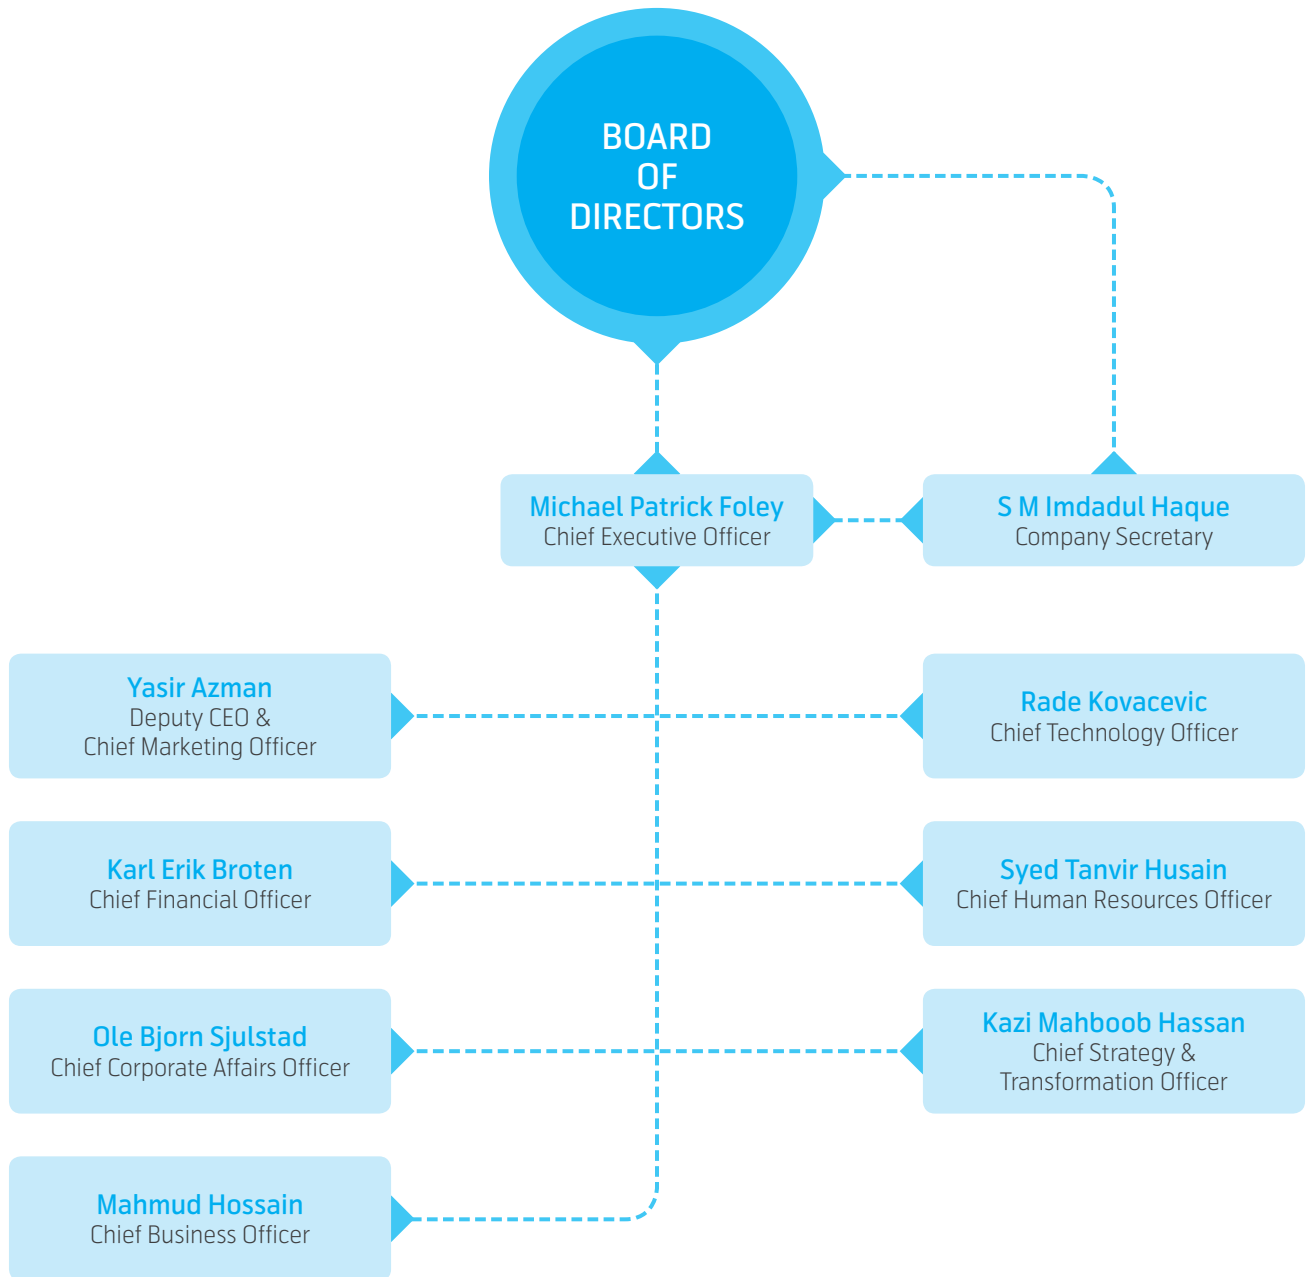 BOARD
OF
DIRECTORS
Michael Patrick Foley
Chief Executive Officer
S M Imdadul Haque
Company Secretary
Yasir Azman
Deputy CEO &
Chief Marketing Officer
Rade Kovacevic
Chief Technology Officer
Karl Erik Broten
Chief Financial Officer
Syed Tanvir Husain
Chief Human Resources Officer
Ole Bjorn Sjulstad
Chief Corporate Affairs Officer
Kazi Mahboob Hassan
Chief Strategy &
Transformation Officer
Mahmud Hossain
Chief Business Officer